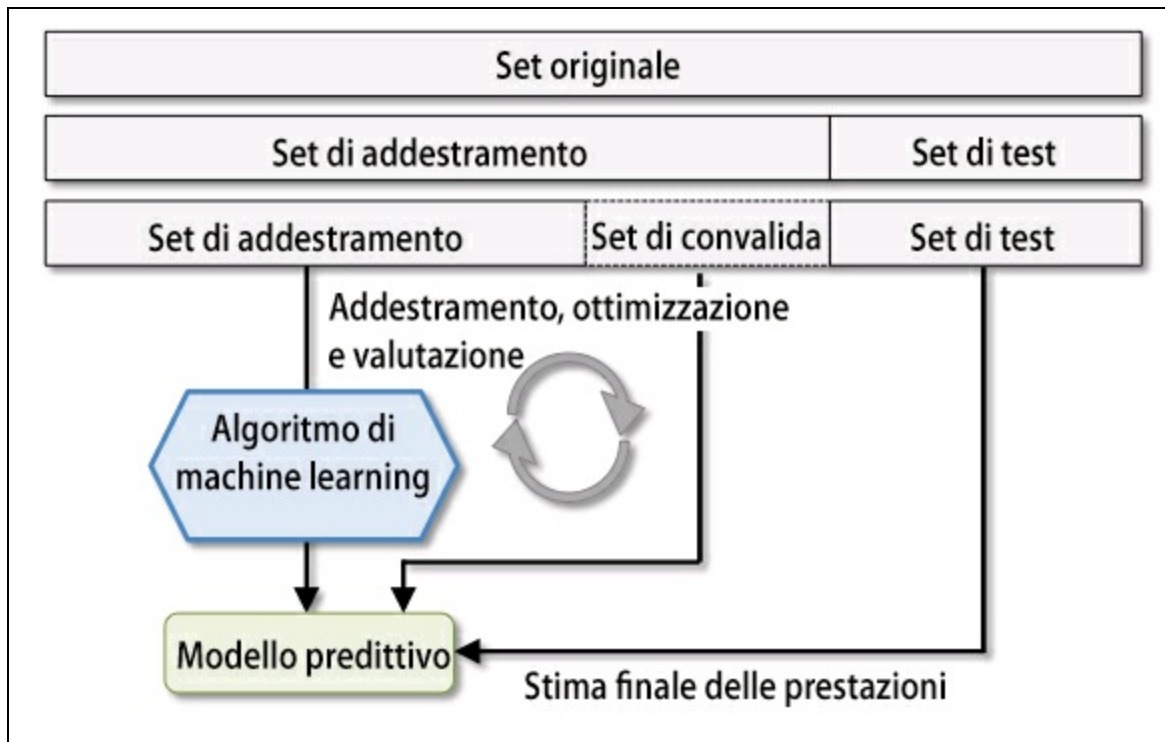 Set originale
Set di addestramento
Set di test
Set di addestramento
Set di convalida
Set di test
Addestramento, ottimizzazione
e valutazione
Algoritmo di
machine learning
Modello predittivo
Stima finale delle prestazioni